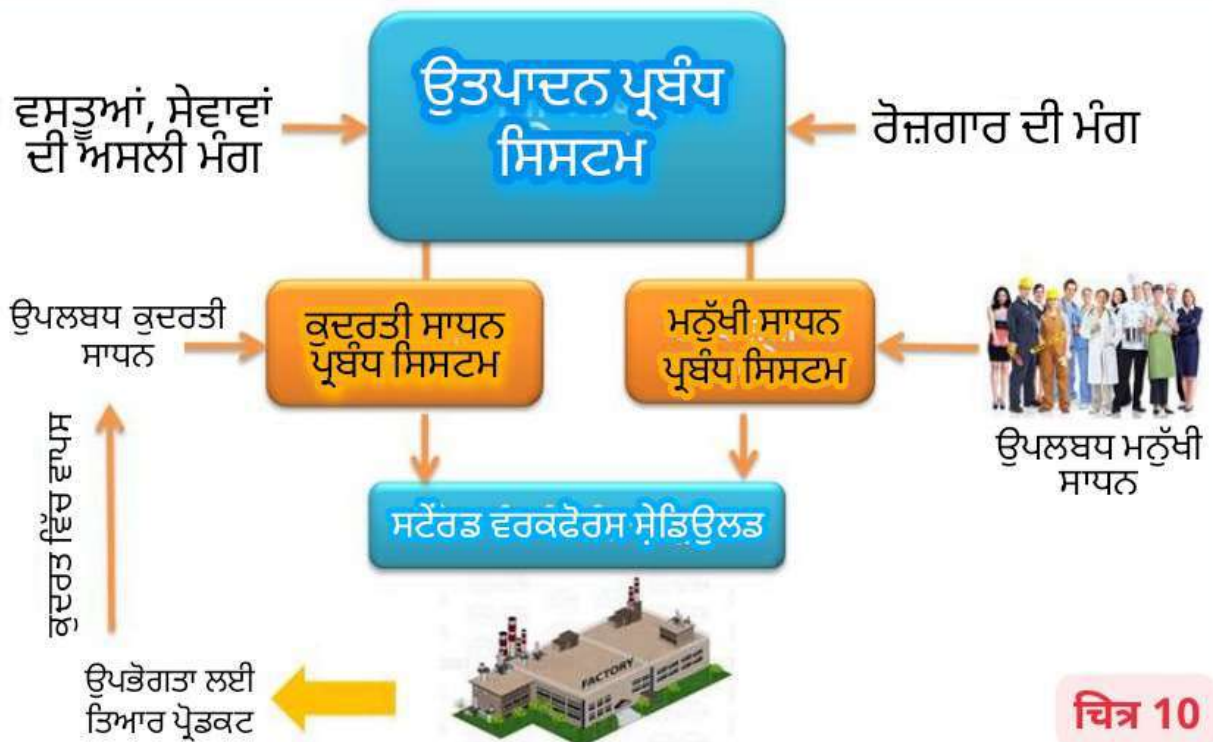 ਉਤਪਾਦਨ ਪ੍ਰਬੰਧ
ਸਿਸਟਮ
ਵਸਤੂਆਂ, ਸੇਵਾਵਾਂ
ਦੀ ਅਸਲੀ ਮੰਗ
ਰੋਜ਼ਗਾਰ ਦੀ ਮੰਗ
ਉਪਲਬਧ ਕੁਦਰਤੀ
ਸਾਧਨ
ਕੁਦਰਤੀ ਸਾਧਨ
ਪ੍ਰਬੰਧ ਸਿਸਟਮ
ਮਨੁੱਖੀ ਸਾਧਨ
ਪ੍ਰਬੰਧ ਸਿਸਟਮ
ਉਪਲਬਧ ਮਨੁੱਖੀ
ਸਾਧਨ
ਕੁਦਰਤ ਵਿੱਚ ਵਾਪਸ
ਸਟੇਂਰਡ ਵਰਕਫੋਰਸ ਸ਼ੇਡਿਉਲਡ
FACTORY
ਉਪਭੋਗਤਾ ਲਈ
ਤਿਆਰ ਪ੍ਰੋਡਕਟ
चित्र 10